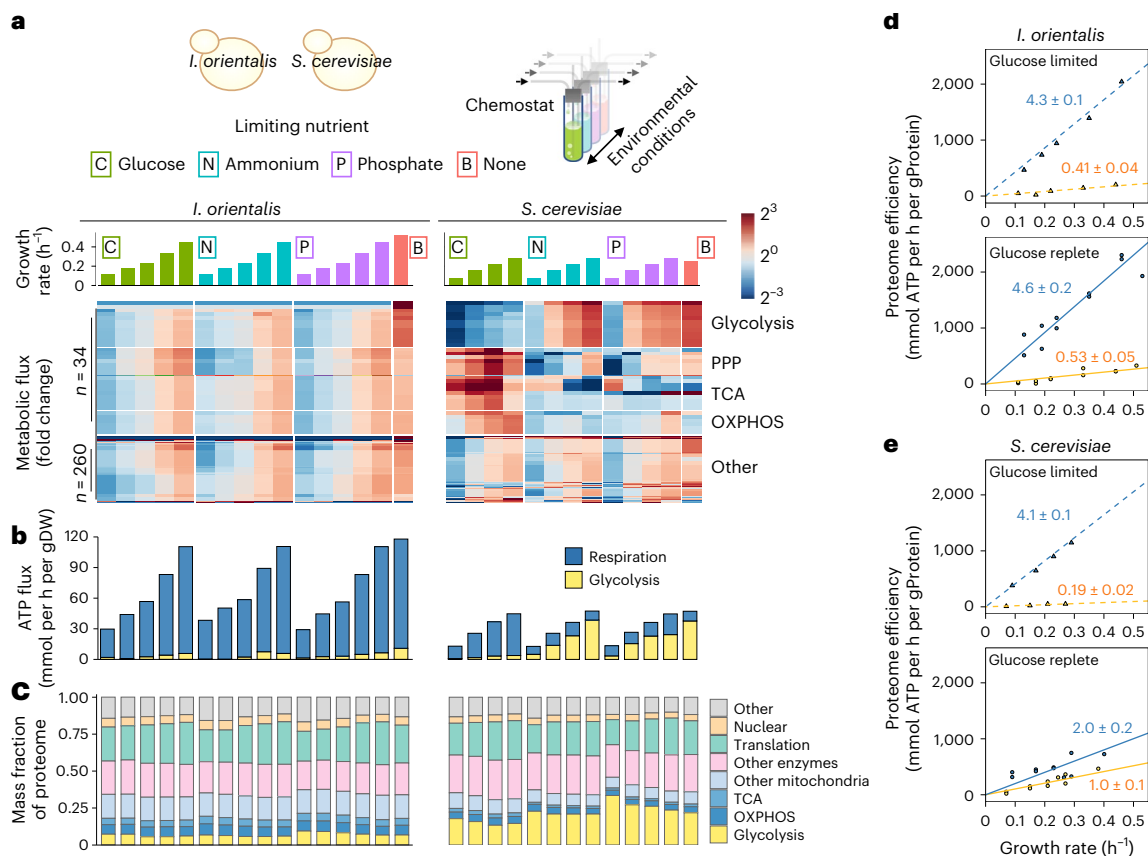 a
I. orientalis S. cerevisiae
Chemostat
Environmental
conditions
Limiting nutrient
C Glucose N Ammonium P Phosphate B None
I. orientalis S. cerevisiae
Growth
rate (h⁻¹)
0.4
0.2
0
C N P B C N P B
2³
2⁰
2⁻³
Metabolic flux
(fold change)
n = 34
n = 260
Glycolysis
PPP
TCA
OXPHOS
Other
b
ATP flux
(mmol per h per gDW)
120
90
60
30
0
Respiration
Glycolysis
c
Mass fraction
of proteome
1.00
0.75
0.50
0.25
0
Other
Nuclear
Translation
Other enzymes
Other mitochondria
TCA
OXPHOS
Glycolysis
d
I. orientalis
Proteome efficiency
(mmol ATP per h per gProtein)
Glucose limited
2,000
1,000
0
4.3 ± 0.1
0.41 ± 0.04
0 0.1 0.2 0.3 0.4 0.5
Glucose replete
2,000
1,000
0
4.6 ± 0.2
0.53 ± 0.05
0 0.1 0.2 0.3 0.4 0.5
e
S. cerevisiae
Proteome efficiency
(mmol ATP per h per gProtein)
Glucose limited
2,000
1,000
0
4.1 ± 0.1
0.19 ± 0.02
0 0.1 0.2 0.3 0.4 0.5
Glucose replete
2,000
1,000
0
2.0 ± 0.2
1.0 ± 0.1
0 0.1 0.2 0.3 0.4 0.5
Growth rate (h⁻¹)